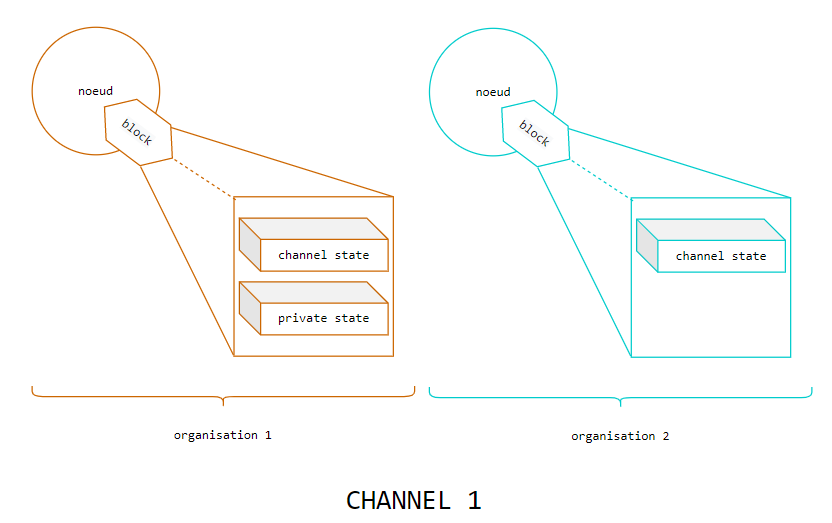 noeud
block
channel state
private state
organisation 1
noeud
block
channel state
organisation 2
CHANNEL 1